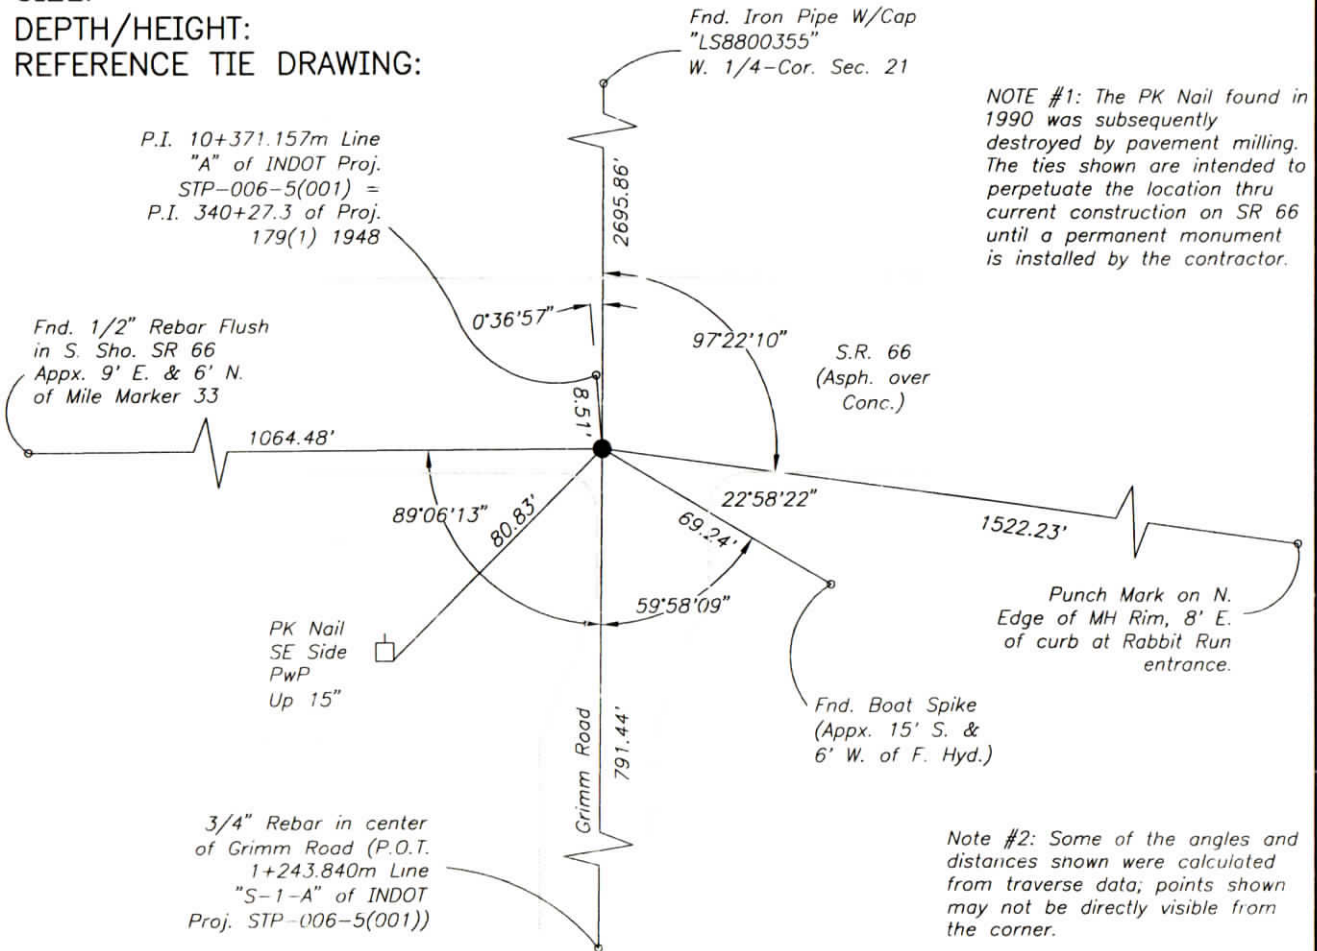 DEPTH/HEIGHT:
REFERENCE TIE DRAWING:
Fnd. Iron Pipe W/Cap
"LS8800355"
W. 1/4-Cor. Sec. 21
NOTE #1: The PK Nail found in
1990 was subsequently
destroyed by pavement milling.
The ties shown are intended to
perpetuate the location thru
current construction on SR 66
until a permanent monument
is installed by the contractor.
P.I. 10+371.157m Line
"A" of INDOT Proj.
STP-006-5(001) =
P.I. 340+27.3 of Proj.
179(1) 1948
2695.86'
0°36'57"
97°22'10"
S.R. 66
(Asph. over
Conc.)
Fnd. 1/2" Rebar Flush
in S. Sho. SR 66
Appx. 9' E. & 6' N.
of Mile Marker 33
8.51'
1064.48'
89°06'13"
80.83'
69.24'
22°58'22"
1522.23'
59°58'09"
PK Nail
SE Side
PwP
Up 15"
Punch Mark on N.
Edge of MH Rim, 8' E.
of curb at Rabbit Run
entrance.
Fnd. Boat Spike
(Appx. 15' S. &
6' W. of F. Hyd.)
Grimm Road
791.44'
3/4" Rebar in center
of Grimm Road (P.O.T.
1+243.840m Line
"S-1-A" of INDOT
Proj. STP-006-5(001))
Note #2: Some of the angles and
distances shown were calculated
from traverse data; points shown
may not be directly visible from
the corner.